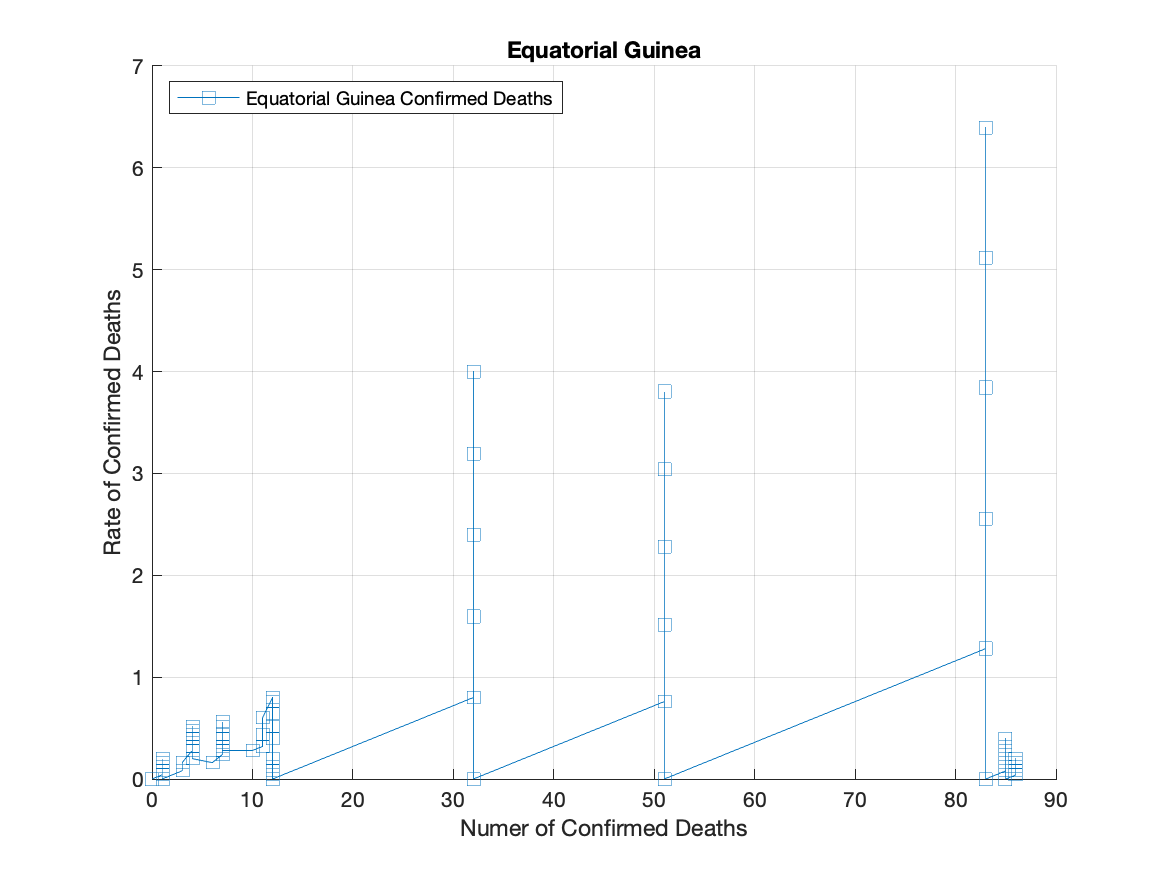 Equatorial Guinea
Equatorial Guinea Confirmed Deaths
Rate of Confirmed Deaths
7
6
5
4
3
2
1
0
0 10 20 30 40 50 60 70 80 90
Numer of Confirmed Deaths